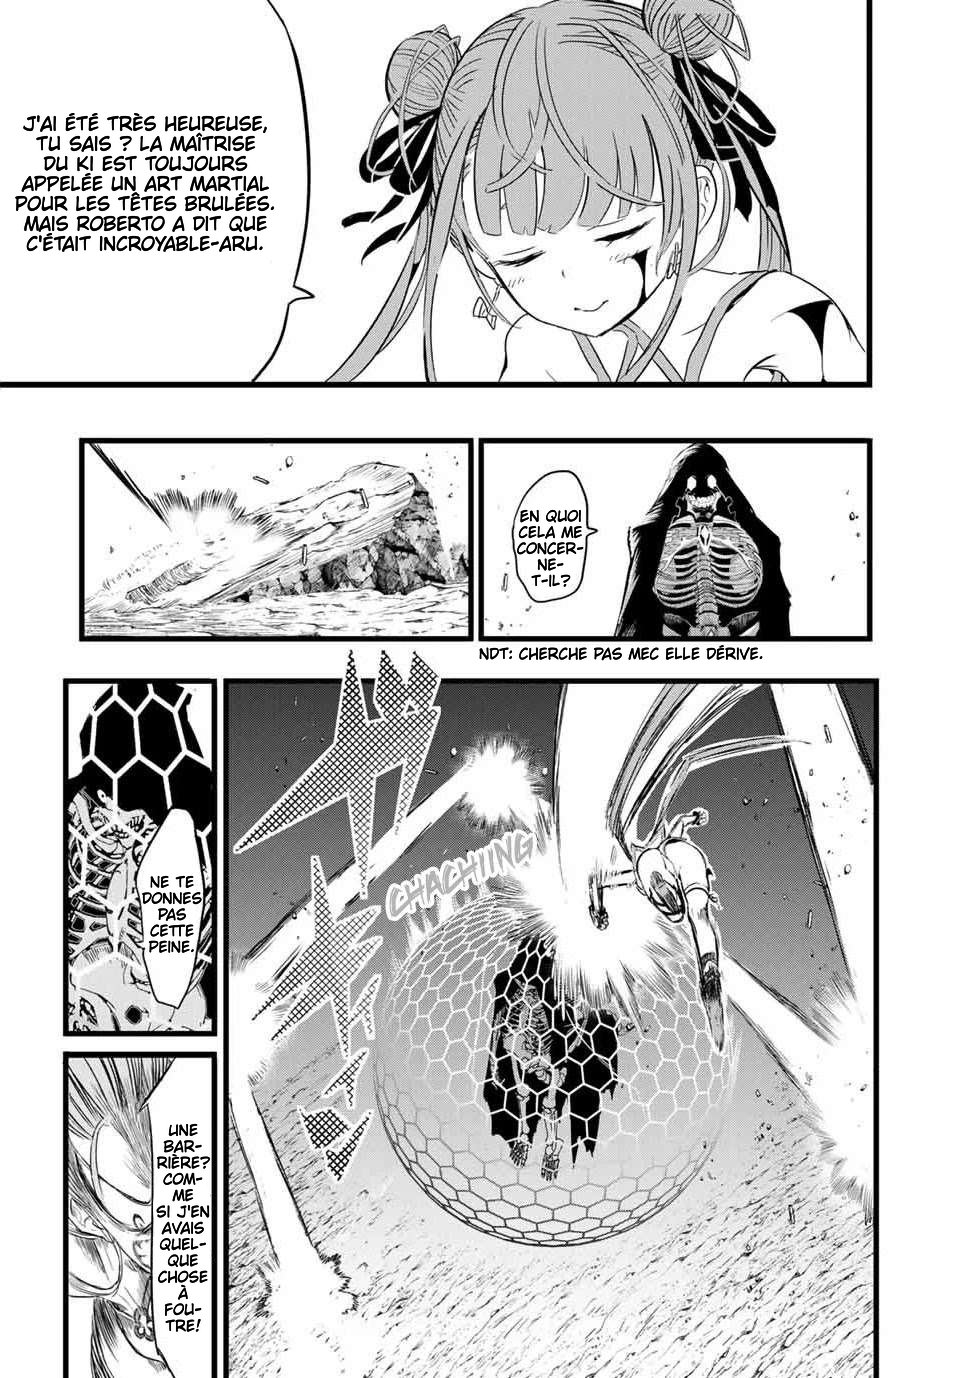 J'AI ÉTÉ TRÈS HEUREUSE,
TU SAIS ? LA MAÎTRISE
DU KI EST TOUJOURS
APPELÉE UN ART MARTIAL
POUR LES TÊTES BRULÉES.
MAIS ROBERTO A DIT QUE
C'ÉTAIT INCROYABLE-ARU.
EN QUOI
CELA ME
CONCER-
NE-
T-IL?
NDT: CHERCHE PAS MEC ELLE DÉRIVE.
CHACHIING
NE TE
DONNES
PAS
CETTE
PEINE.
UNE
BAR-
RIÈRE?
COM-
ME
SI J'EN
AVAIS
QUEL-
QUE
CHOSE
À
FOU-
TRE!